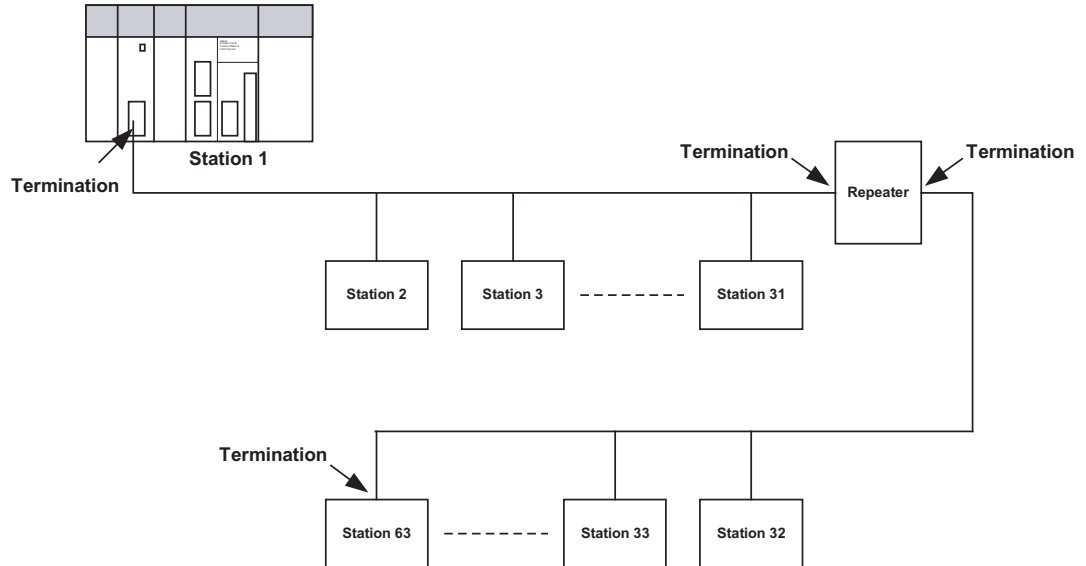 Station 1
Termination
Termination
Termination
Repeater
Station 2
Station 3
Station 31
Termination
Station 63
Station 33
Station 32